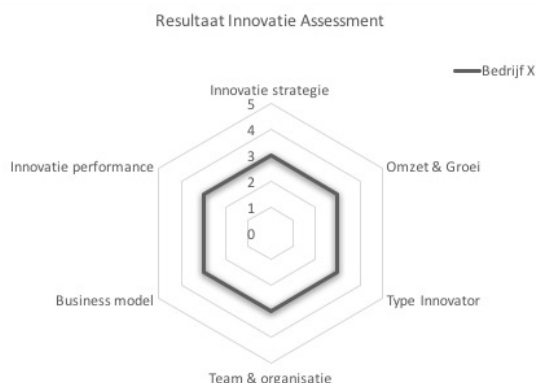 Resultaat Innovatie Assessment
Bedrijf X
Innovatie strategie
5
4
3
2
1
0
Innovatie performance
Omzet & Groei
Business model
Type Innovator
Team & organisatie